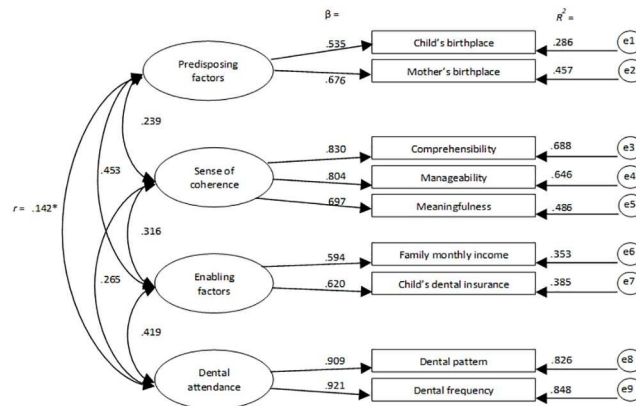 β =
R² =
.535
Child's birthplace
.286
e1
Predisposing
factors
.676
Mother's birthplace
.457
e2
.239
.830
Comprehensibility
.688
e3
.453
Sense of
coherence
.804
Manageability
.646
e4
.697
Meaningfulness
.486
e5
r = .142*
.316
.594
Family monthly income
.353
e6
.265
Enabling
factors
.620
Child's dental insurance
.385
e7
.419
.909
Dental pattern
.826
e8
Dental
attendance
.921
Dental frequency
.848
e9